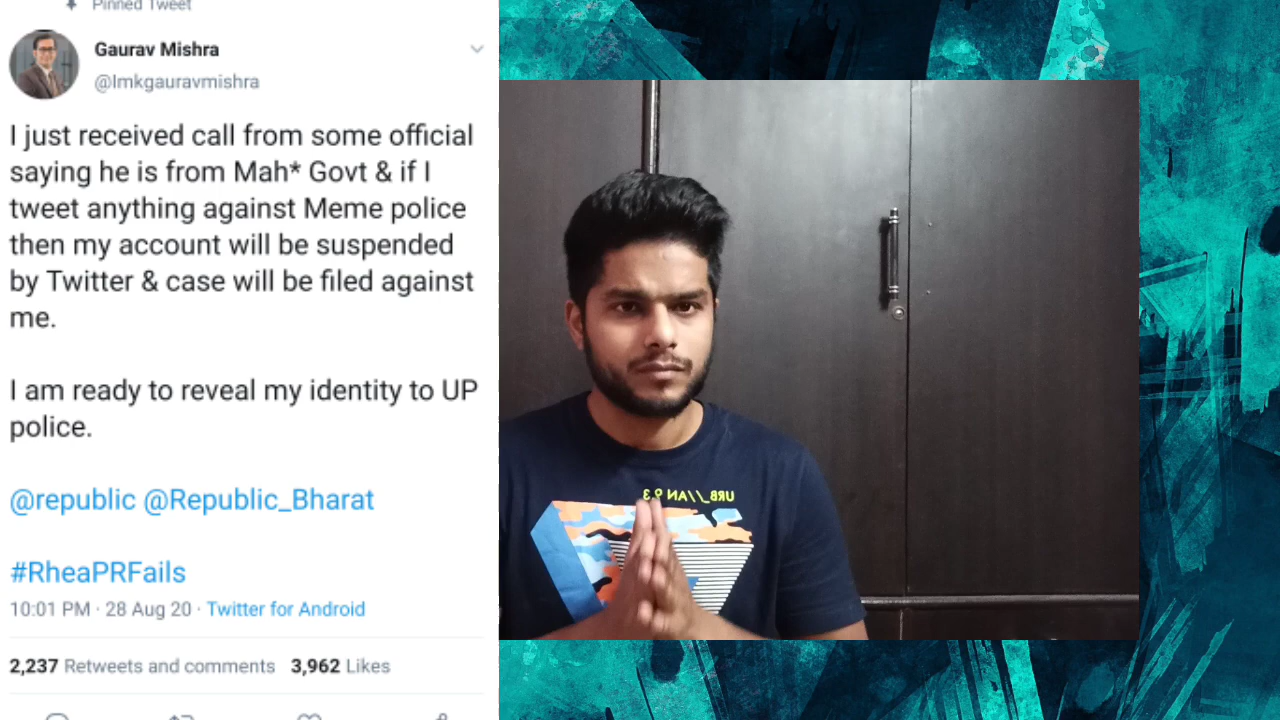 Pinned Tweet
Gaurav Mishra
@Imkgauravmishra
I just received call from some official
saying he is from Mah* Govt & if I
tweet anything against Meme police
then my account will be suspended
by Twitter & case will be filed against
me.
I am ready to reveal my identity to UP
police.
@republic @Republic_Bharat
#RheaPRFails
10:01 PM · 28 Aug 20 · Twitter for Android
2,237 Retweets and comments 3,962 Likes
URB_//AN 93